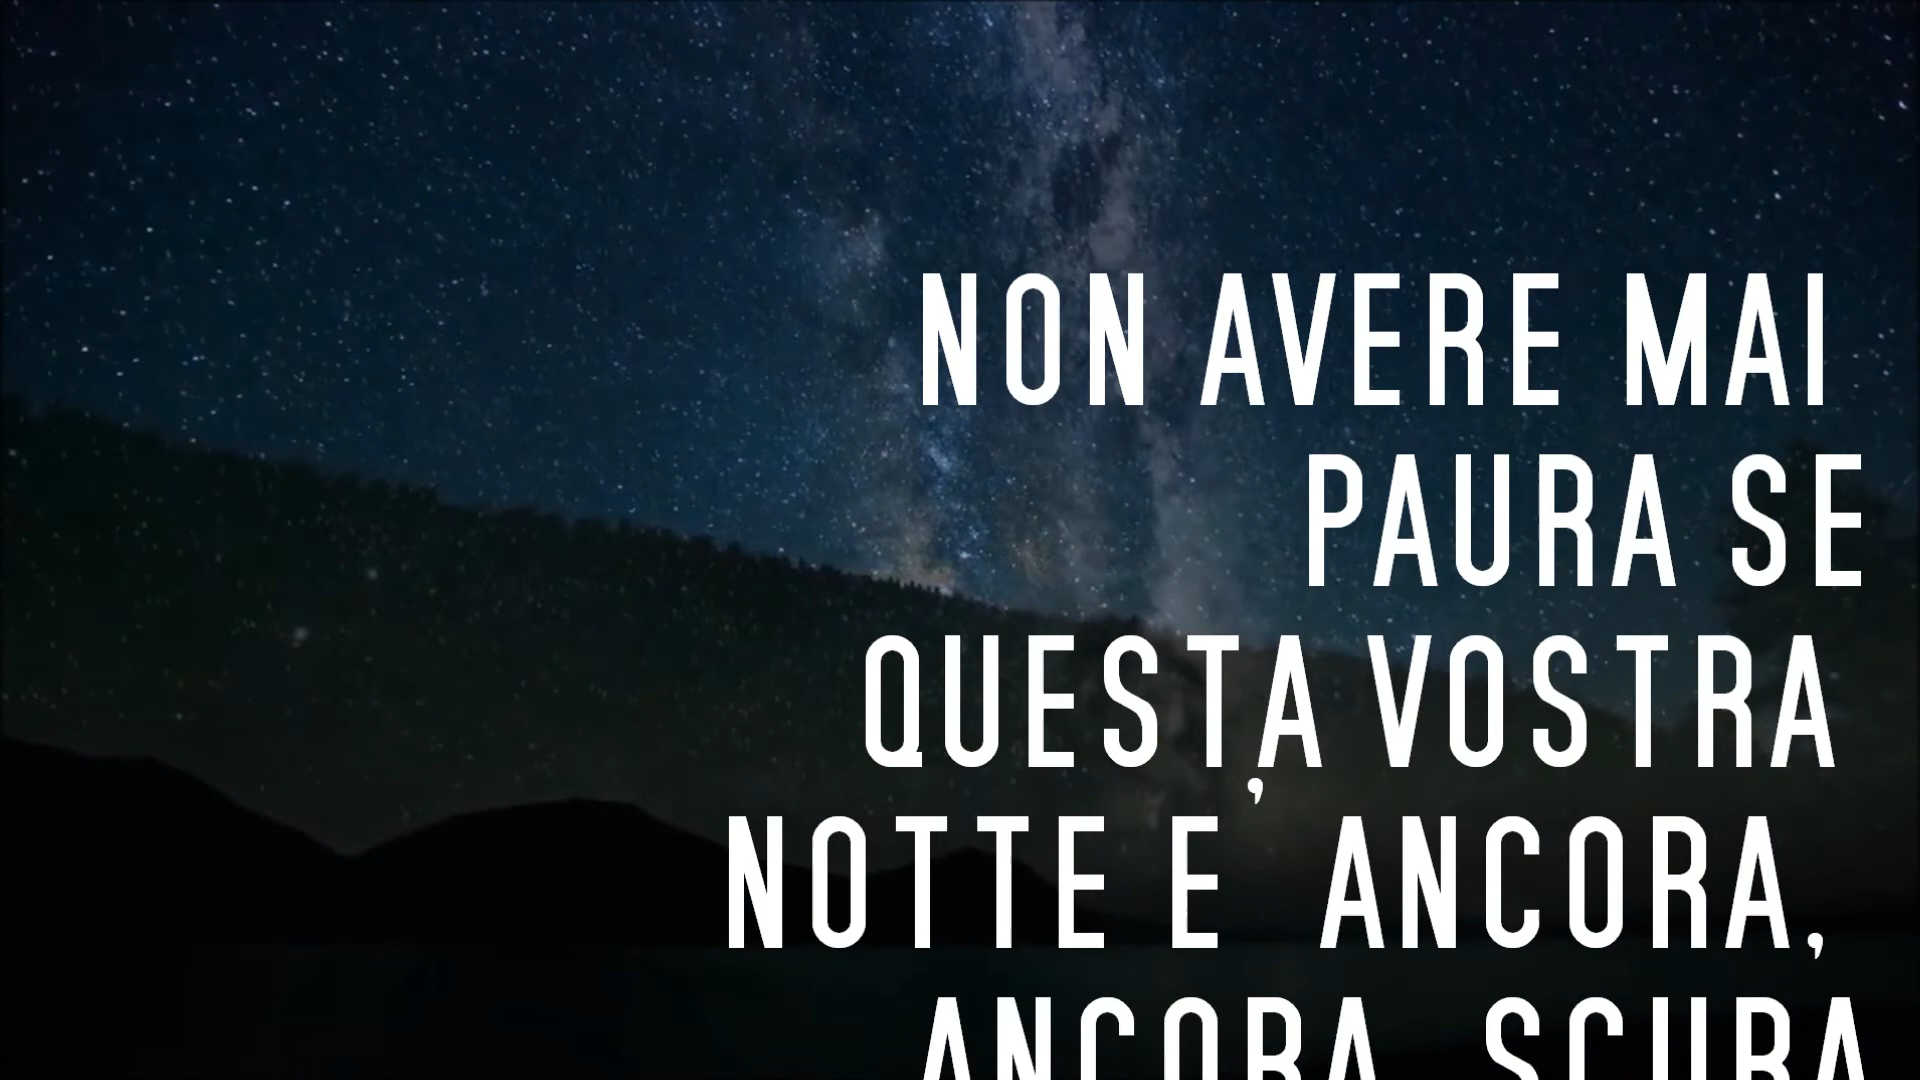 NON AVERE MAI
PAURA SE
QUESTA VOSTRA
NOTTE E' ANCORA,
ANCORA SCURA